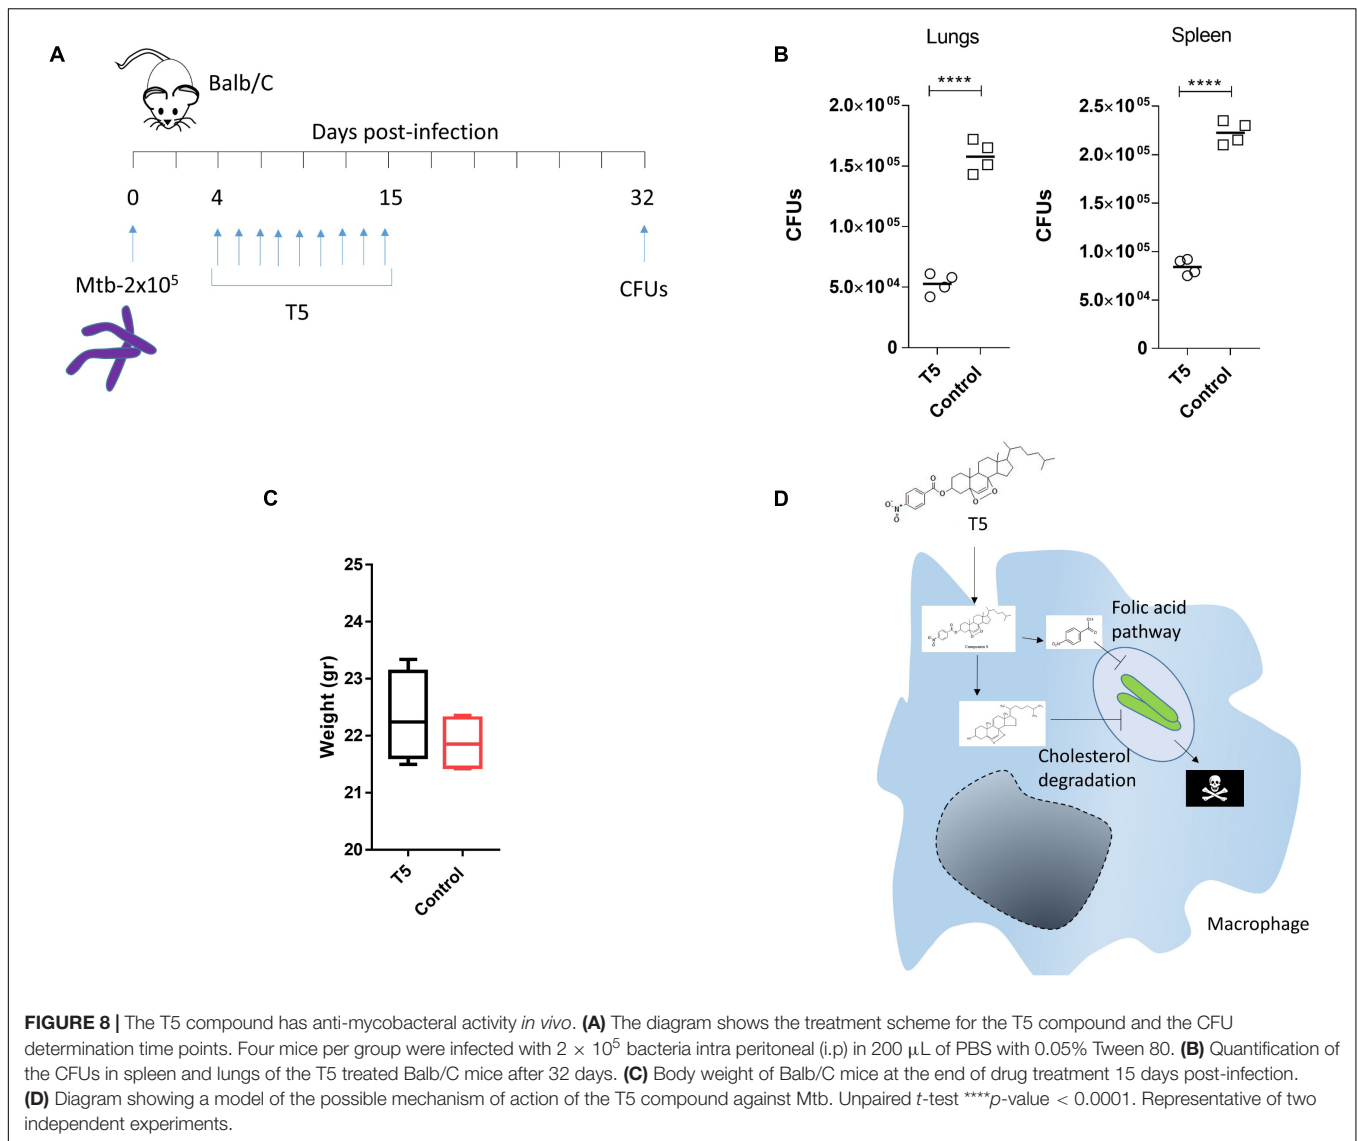 A
Balb/C
Days post-infection
0 4 15 32
Mtb-2x10⁵
T5
CFUs
B
Lungs
****
2.0×10⁰⁵
1.5×10⁰⁵
1.0×10⁰⁵
5.0×10⁰⁴
0
CFUs
T5
Control
Spleen
****
2.5×10⁰⁵
2.0×10⁰⁵
1.5×10⁰⁵
1.0×10⁰⁵
5.0×10⁰⁴
0
CFUs
T5
Control
C
25
24
23
22
21
20
Weight (gr)
T5
Control
D
T5
Compound 5
Folic acid
pathway
Cholesterol
degradation
Macrophage
FIGURE 8 | The T5 compound has anti-mycobacteral activity in vivo. (A) The diagram shows the treatment scheme for the T5 compound and the CFU
determination time points. Four mice per group were infected with 2 × 10⁵ bacteria intra peritoneal (i.p) in 200 μL of PBS with 0.05% Tween 80. (B) Quantification of
the CFUs in spleen and lungs of the T5 treated Balb/C mice after 32 days. (C) Body weight of Balb/C mice at the end of drug treatment 15 days post-infection.
(D) Diagram showing a model of the possible mechanism of action of the T5 compound against Mtb. Unpaired t-test ****p-value < 0.0001. Representative of two
independent experiments.